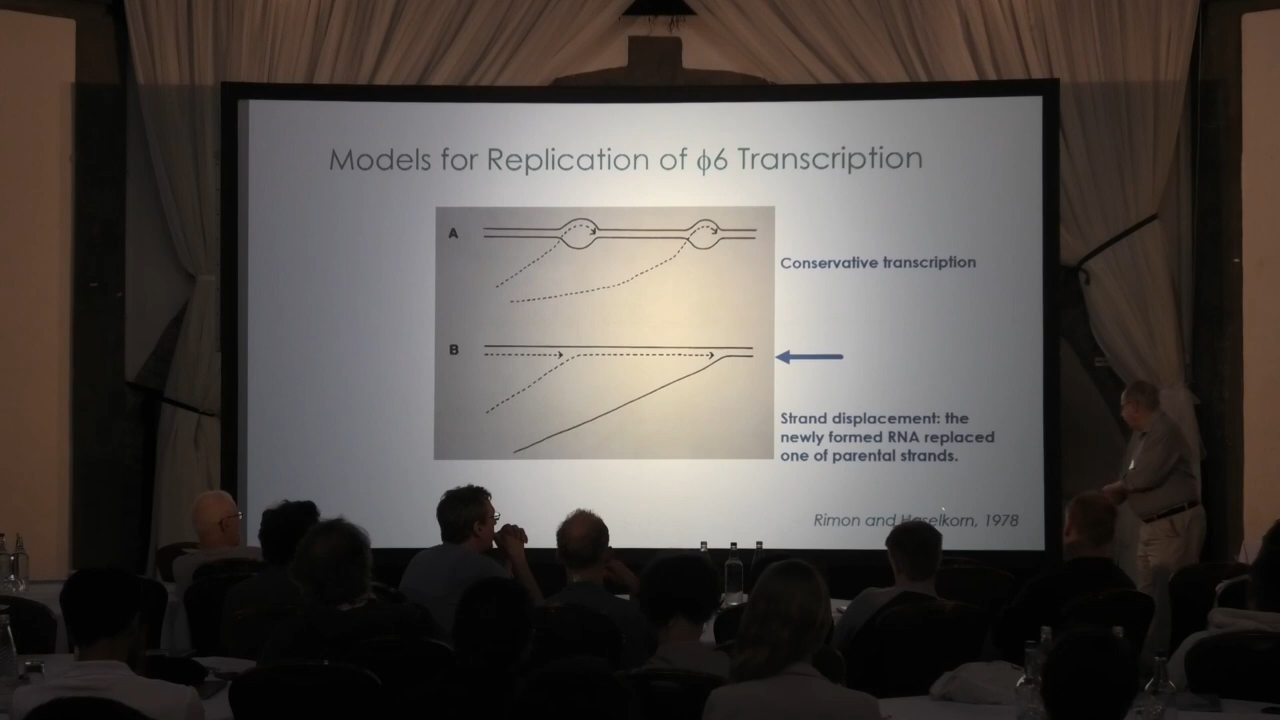 Models for Replication of ϕ6 Transcription
A
Conservative transcription
B
Strand displacement: the
newly formed RNA replaced
one of parental strands.
Rimon and Haselkorn, 1978